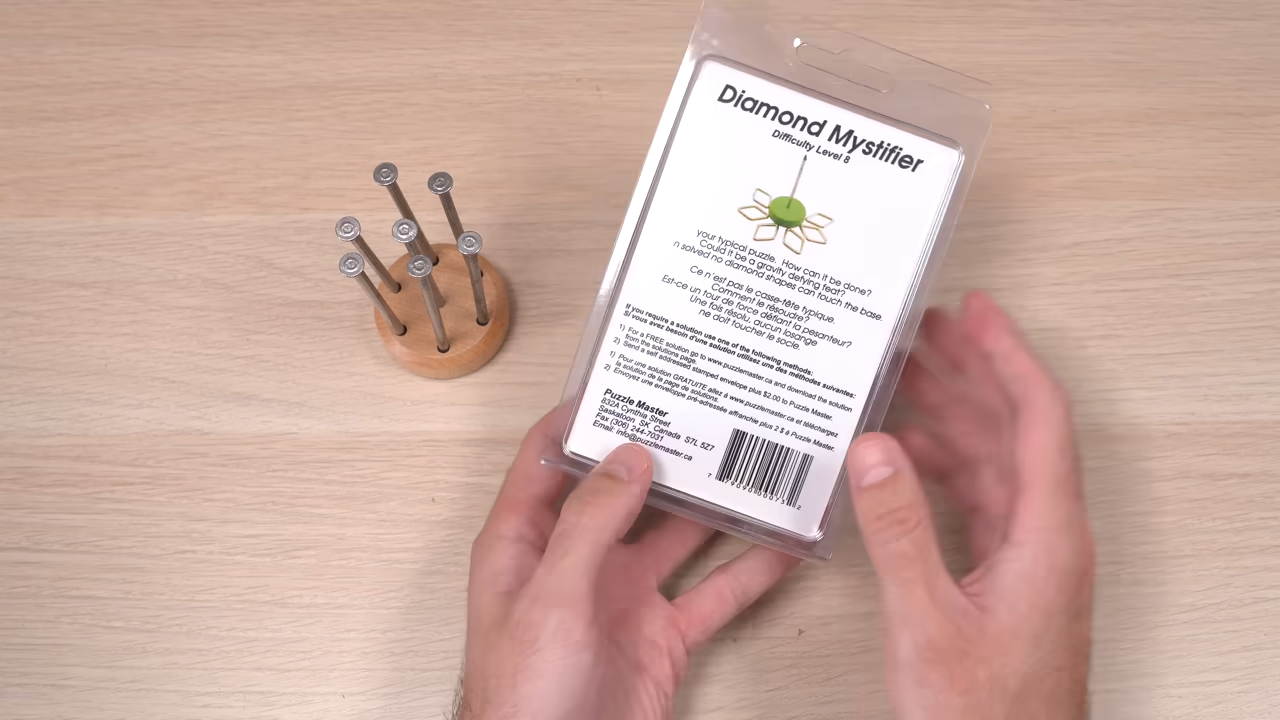 Diamond Mystifier
Difficulty Level 8
your typical puzzle. How can it be done?
Could it be a gravity defying feat?
n solved no diamond shapes can touch the base.
Ce n'est pas le casse-tête typique.
Comment le résoudre?
Est-ce un tour de force défiant la pesanteur?
Une fois résolu, aucun losange
ne doit toucher le socle.
If you require a solution use one of the following methods:
Si vous avez besoin d'une solution utilisez une des méthodes suivantes:
1) For a FREE solution go to www.puzzlemaster.ca and download the solution
from the solutions page.
2) Send a self addressed stamped envelope plus $2.00 to Puzzle Master.
1) Pour une solution GRATUITE allez à www.puzzlemaster.ca et téléchargez
la solution de la page de solutions.
2) Envoyez une enveloppe pré-adressée affranchie plus 2 $ à Puzzle Master.
Puzzle Master
832A Cynthia Street
Saskatoon, SK, Canada S7L 5Z7
Fax (306) 244-7031
Email: info@puzzlemaster.ca